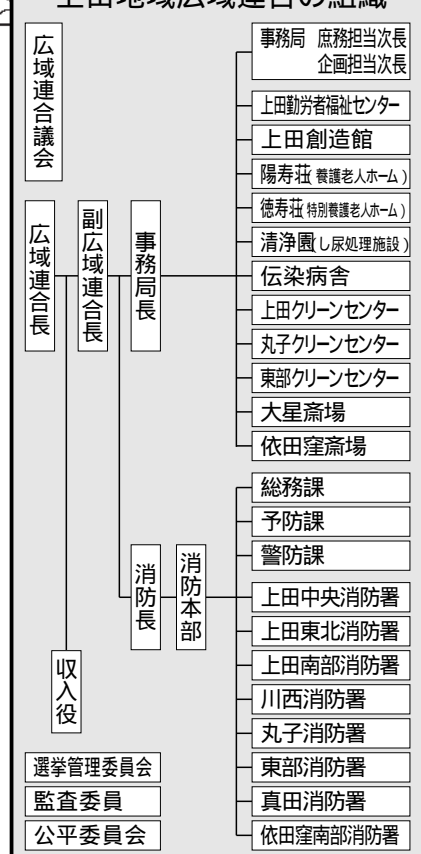 上田地域広域連合の組織
広域連合議会
広域連合長
副広域連合長
事務局長
事務局 庶務担当次長
企画担当次長
上田勤労者福祉センター
上田創造館
陽寿荘(養護老人ホーム)
徳寿荘(特別養護老人ホーム)
清浄園(し尿処理施設)
伝染病舎
上田クリーンセンター
丸子クリーンセンター
東部クリーンセンター
大星斎場
依田窪斎場
消防長
消防本部
総務課
予防課
警防課
上田中央消防署
上田東北消防署
上田南部消防署
川西消防署
丸子消防署
東部消防署
真田消防署
依田窪南部消防署
収入役
選挙管理委員会
監査委員
公平委員会